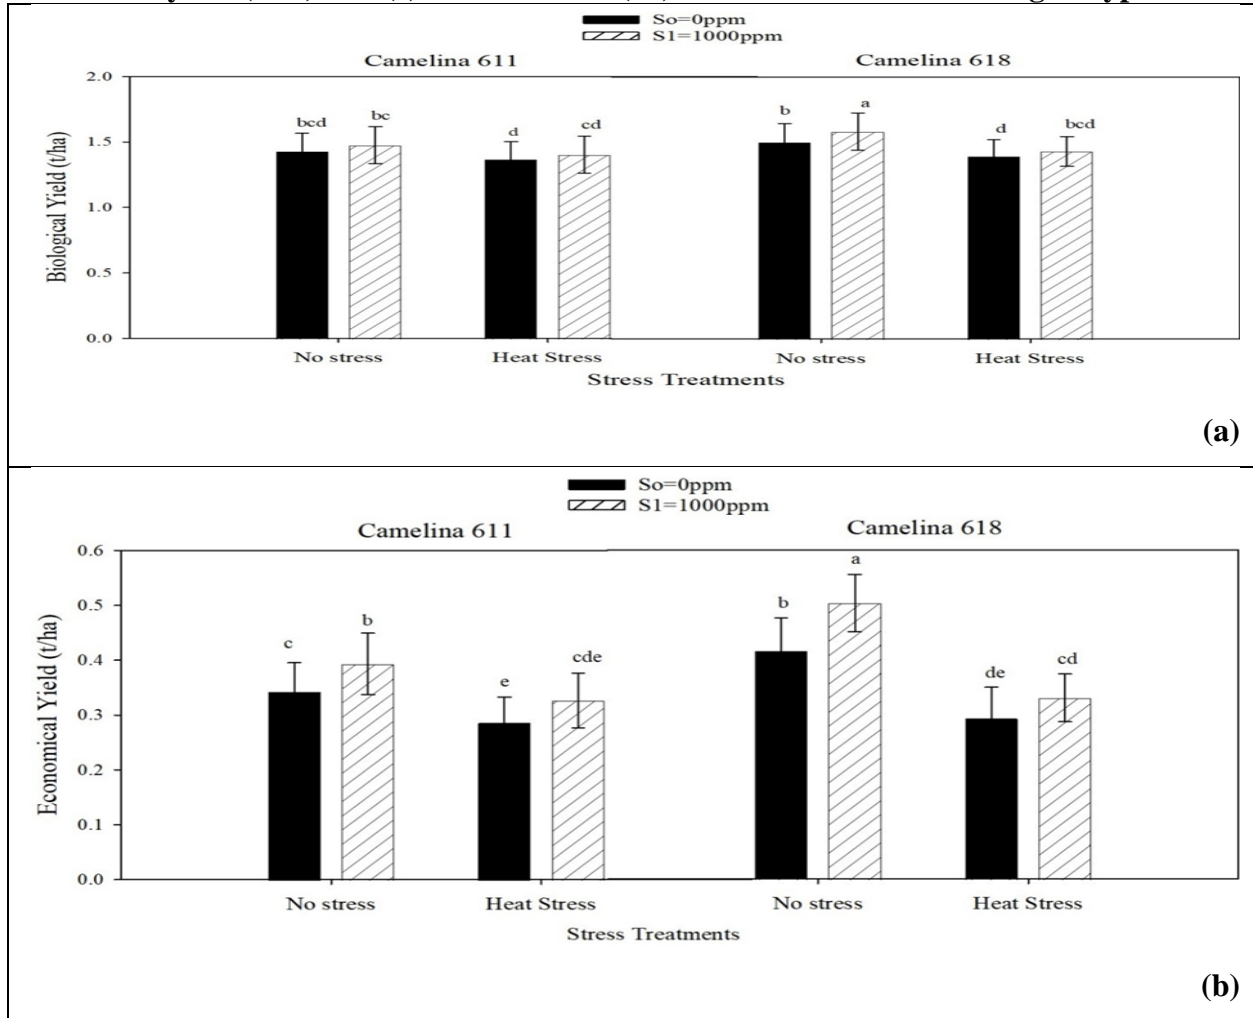 So=0ppm
S1=1000ppm
Camelina 611
Camelina 618
2.0
1.5
1.0
0.5
0.0
Biological Yield (t/ha)
bcd
bc
d
cd
b
a
d
bcd
No stress
Heat Stress
No stress
Heat Stress
Stress Treatments
(a)
So=0ppm
S1=1000ppm
Camelina 611
Camelina 618
0.6
0.5
0.4
0.3
0.2
0.1
0.0
Economical Yield (t/ha)
c
b
e
cde
b
a
de
cd
No stress
Heat Stress
No stress
Heat Stress
Stress Treatments
(b)